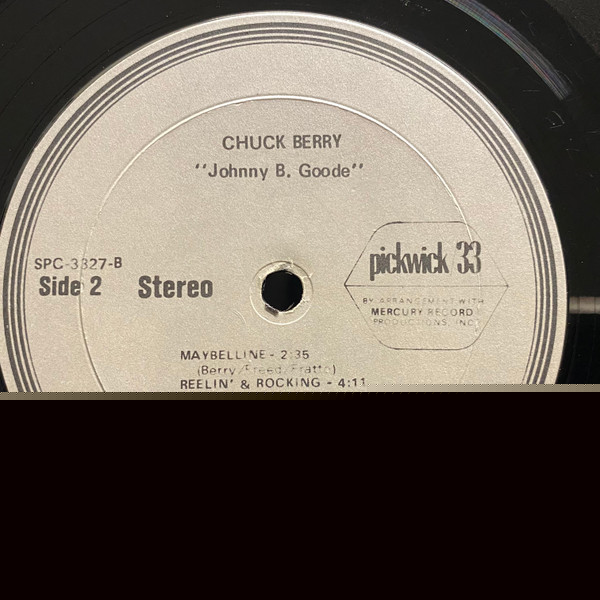 CHUCK BERRY
"Johnny B. Goode"
pickwick 33
SPC-3327-B
Side 2 Stereo
BY ARRANGEMENT WITH
MERCURY RECORD
PRODUCTIONS, INC.
MAYBELLINE - 2:35
(Berry/Freed/Fratto)
REELIN' & ROCKING - 4:11